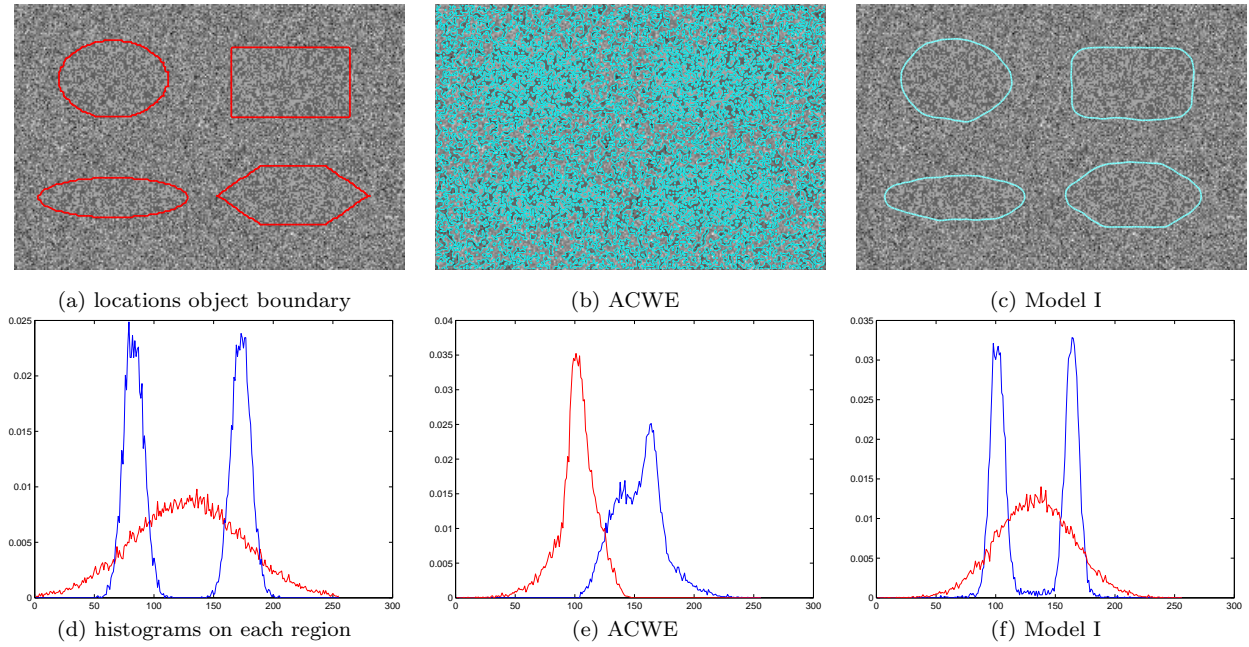 (a) locations object boundary
(b) ACWE
(c) Model I
0.025
0.02
0.015
0.01
0.005
0
0 50 100 150 200 250 300
(d) histograms on each region
0.04
0.035
0.03
0.025
0.02
0.015
0.01
0.005
0
0 50 100 150 200 250 300
(e) ACWE
0.035
0.03
0.025
0.02
0.015
0.01
0.005
0
0 50 100 150 200 250 300
(f) Model I